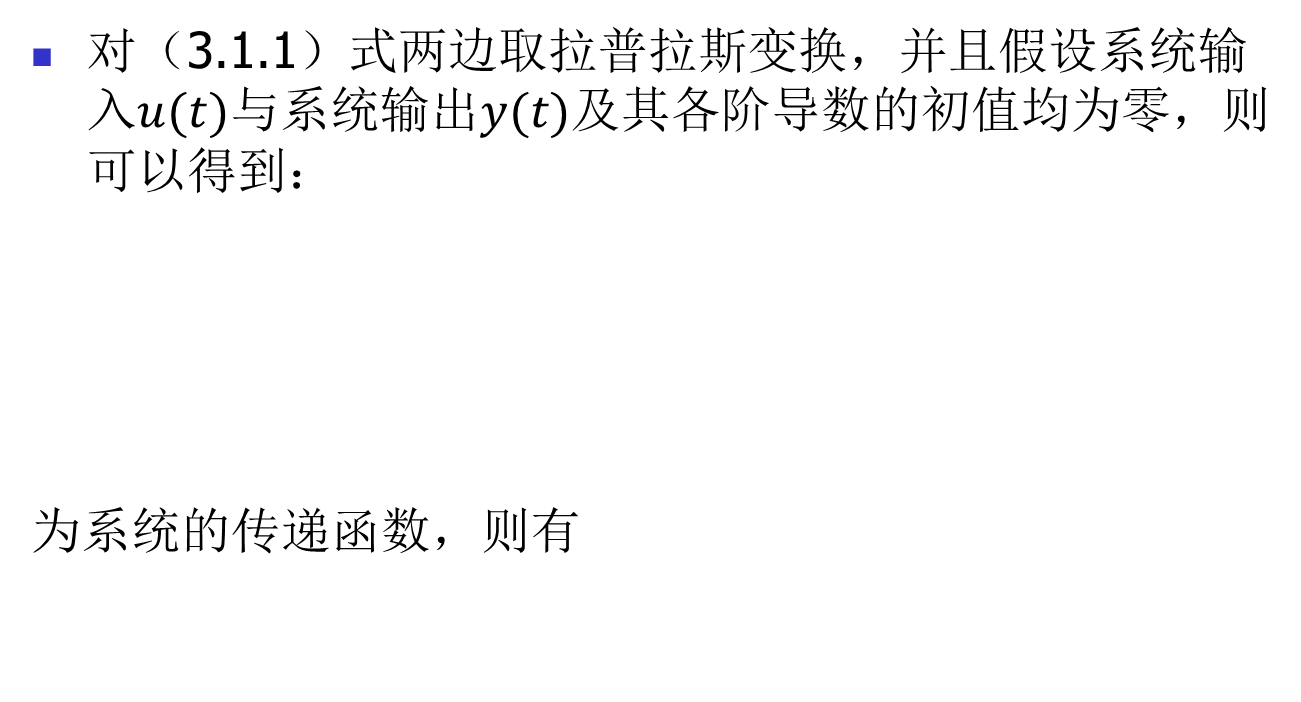 对（3.1.1）式两边取拉普拉斯变换，并且假设系统输
入u(t)与系统输出y(t)及其各阶导数的初值均为零，则
可以得到：
为系统的传递函数，则有